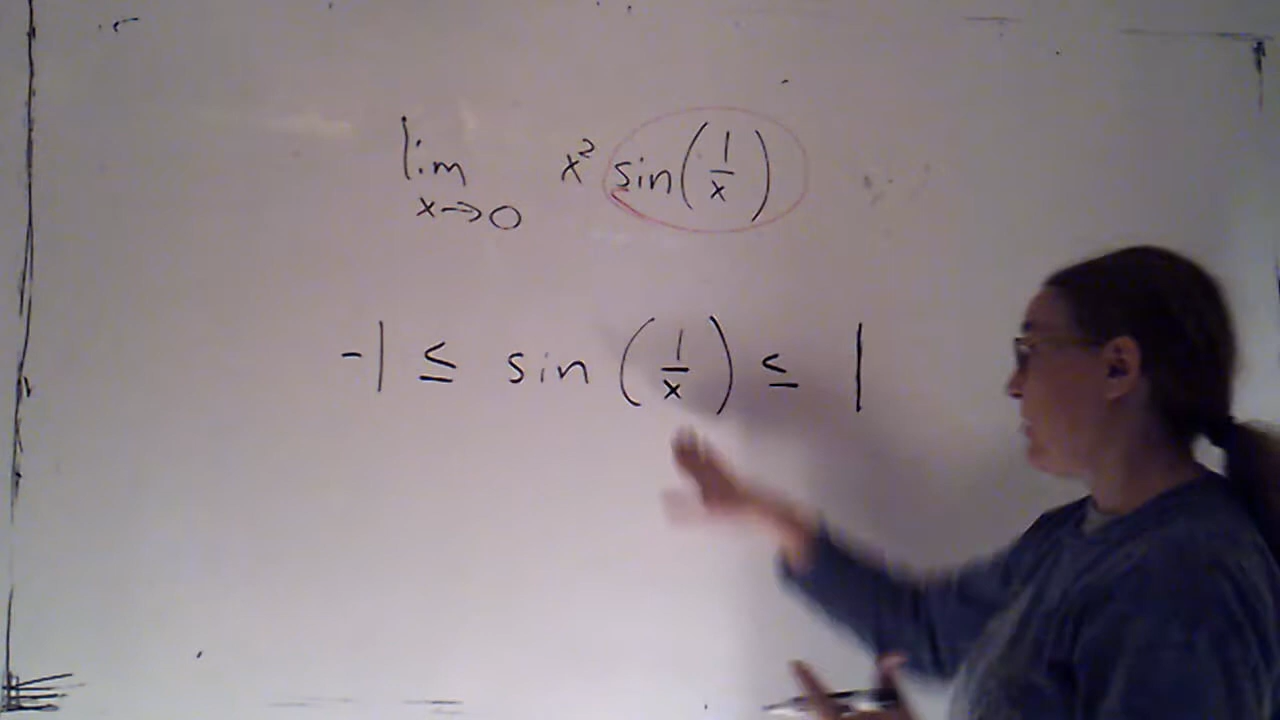 lim x² sin(1/x)
x→0
-1 ≤ sin(1/x) ≤ 1